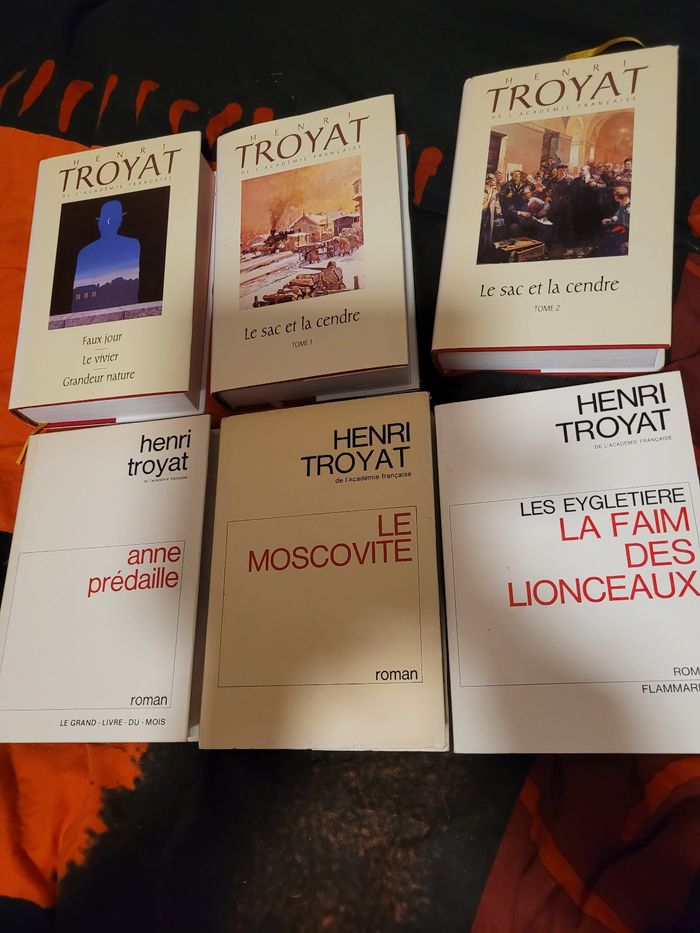 HENRI
TROYAT
DE L'ACADÉMIE FRANÇAISE
Faux jour
Le vivier
Grandeur nature
HENRI
TROYAT
DE L'ACADÉMIE FRANÇAISE
Le sac et la cendre
TOME 1
HENRI
TROYAT
DE L'ACADÉMIE FRANÇAISE
Le sac et la cendre
TOME 2
henri
troyat
de l'académie française
anne
prédaille
roman
LE GRAND-LIVRE-DU-MOIS
HENRI
TROYAT
de l'Académie française
LE
MOSCOVITE
roman
HENRI
TROYAT
DE L'ACADÉMIE FRANÇAISE
LES EYGLETIERE
LA FAIM
DES
LIONCEAUX
ROM
FLAMMARI